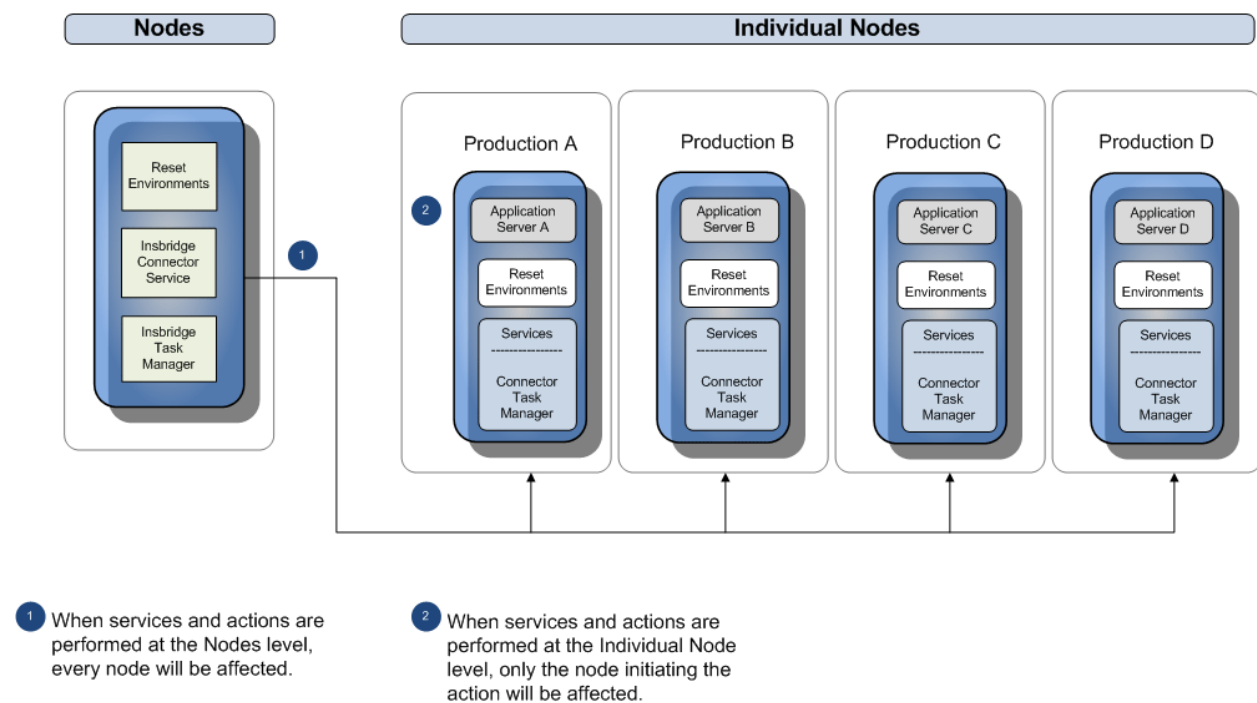 Nodes
Individual Nodes
Reset
Environments
Insbridge
Connector
Service
Insbridge
Task
Manager
1
2
Production A
Application
Server A
Reset
Environments
Services
------------------
Connector
Task
Manager
Production B
Application
Server B
Reset
Environments
Services
------------------
Connector
Task
Manager
Production C
Application
Server C
Reset
Environments
Services
------------------
Connector
Task
Manager
Production D
Application
Server D
Reset
Environments
Services
------------------
Connector
Task
Manager
1
When services and actions are
performed at the Nodes level,
every node will be affected.
2
When services and actions are
performed at the Individual Node
level, only the node initiating the
action will be affected.